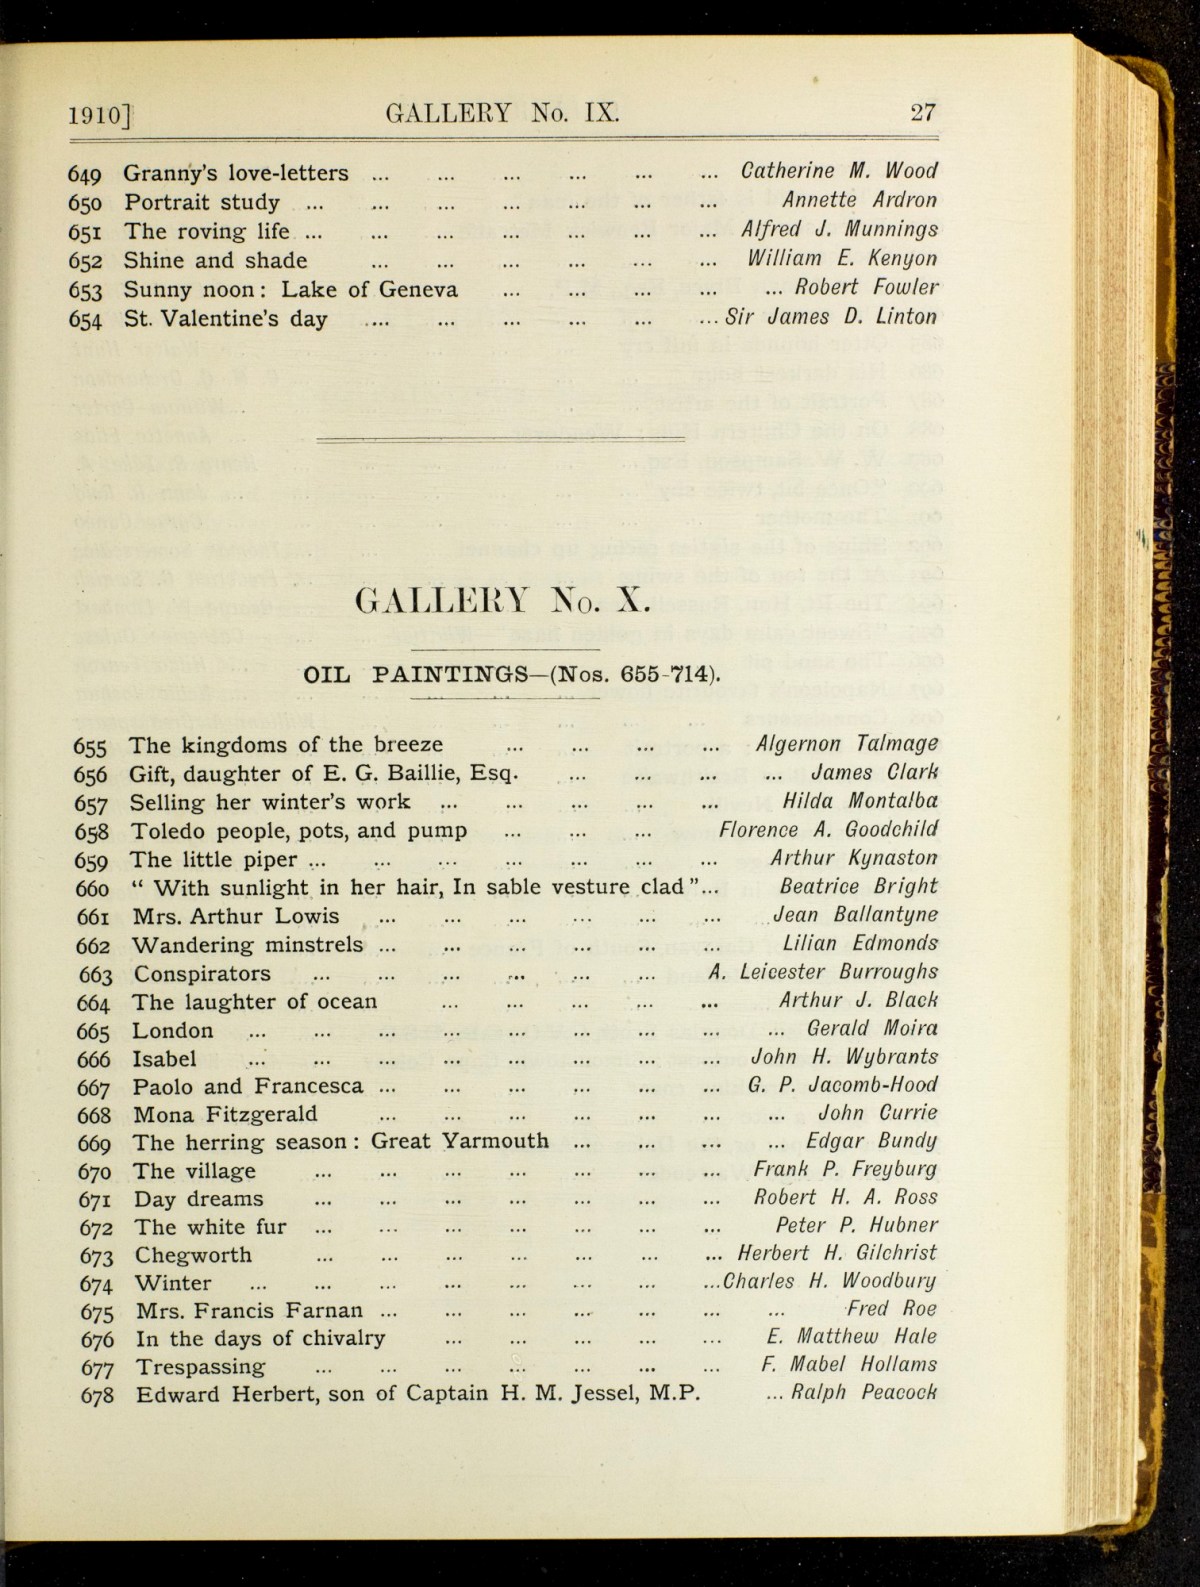 1910] GALLERY No. IX. 27
649 Granny's love-letters ... ... ... ... ... ... Catherine M. Wood
650 Portrait study ... ... ... ... ... ... ... Annette Ardron
651 The roving life ... ... ... ... ... ... ... Alfred J. Munnings
652 Shine and shade ... ... ... ... ... ... William E. Kenyon
653 Sunny noon: Lake of Geneva ... ... ... ... ... Robert Fowler
654 St. Valentine's day ... ... ... ... ... ... Sir James D. Linton
GALLERY No. X.
OIL PAINTINGS—(Nos. 655-714).
655 The kingdoms of the breeze ... ... ... ... Algernon Talmage
656 Gift, daughter of E. G. Baillie, Esq. ... ... ... ... James Clark
657 Selling her winter's work ... ... ... ... ... Hilda Montalba
658 Toledo people, pots, and pump ... ... ... Florence A. Goodchild
659 The little piper ... ... ... ... ... ... ... Arthur Kynaston
660 “ With sunlight in her hair, In sable vesture clad ”... Beatrice Bright
661 Mrs. Arthur Lowis ... ... ... ... ... ... Jean Ballantyne
662 Wandering minstrels ... ... ... ... ... ... Lilian Edmonds
663 Conspirators ... ... ... ... ... ... A. Leicester Burroughs
664 The laughter of ocean ... ... ... ... ... Arthur J. Black
665 London ... ... ... ... ... ... ... ... ... Gerald Moira
666 Isabel ... ... ... ... ... ... ... ... John H. Wybrants
667 Paolo and Francesca ... ... ... ... ... ... G. P. Jacomb-Hood
668 Mona Fitzgerald ... ... ... ... ... ... ... John Currie
669 The herring season: Great Yarmouth ... ... ... ... Edgar Bundy
670 The village ... ... ... ... ... ... ... Frank P. Freyburg
671 Day dreams ... ... ... ... ... ... ... Robert H. A. Ross
672 The white fur ... ... ... ... ... ... ... Peter P. Hubner
673 Chegworth ... ... ... ... ... ... ... Herbert H. Gilchrist
674 Winter ... ... ... ... ... ... ... ...Charles H. Woodbury
675 Mrs. Francis Farnan ... ... ... ... ... ... ... Fred Roe
676 In the days of chivalry ... ... ... ... ... E. Matthew Hale
677 Trespassing ... ... ... ... ... ... ... F. Mabel Hollams
678 Edward Herbert, son of Captain H. M. Jessel, M.P. ... Ralph Peacock